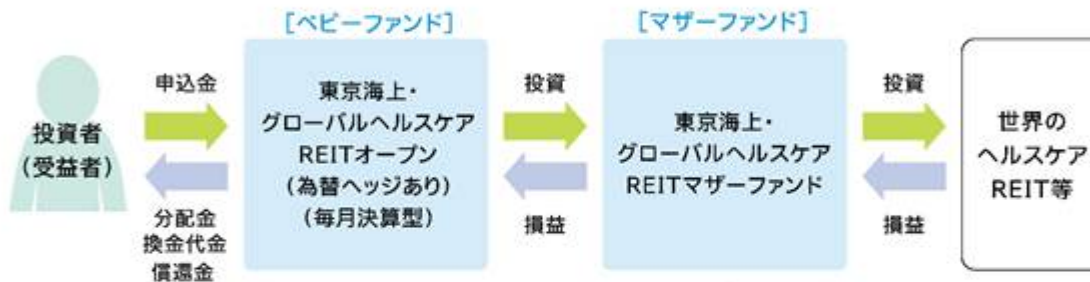 [ベビーファンド]
[マザーファンド]
投資者
(受益者)
申込金
分配金
換金代金
償還金
東京海上・
グローバルヘルスケア
REITオープン
(為替ヘッジあり)
(毎月決算型)
投資
損益
東京海上・
グローバルヘルスケア
REITマザーファンド
投資
損益
世界の
ヘルスケア
REIT等